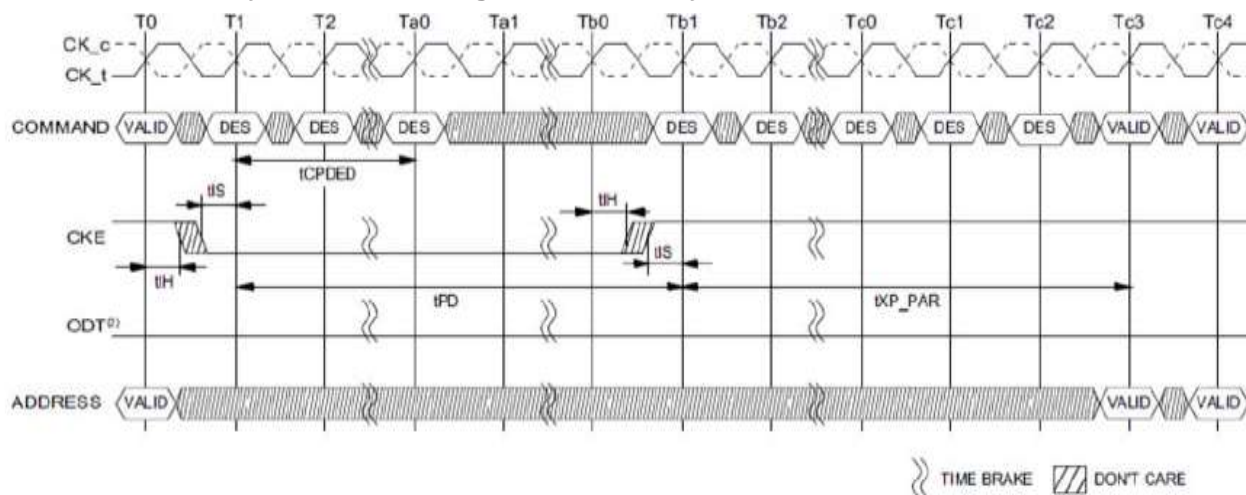 T0 T1 T2 Ta0 Ta1 Tb0 Tb1 Tb2 Tc0 Tc1 Tc2 Tc3 Tc4
CK_c
CK_t
COMMAND VALID DES DES DES DES DES DES DES DES VALID VALID
tCPDED
tIS tIH
CKE
tIH tIS
tPD tXP_PAR
ODT(2)
ADDRESS VALID VALID VALID
TIME BRAKE DON'T CARE